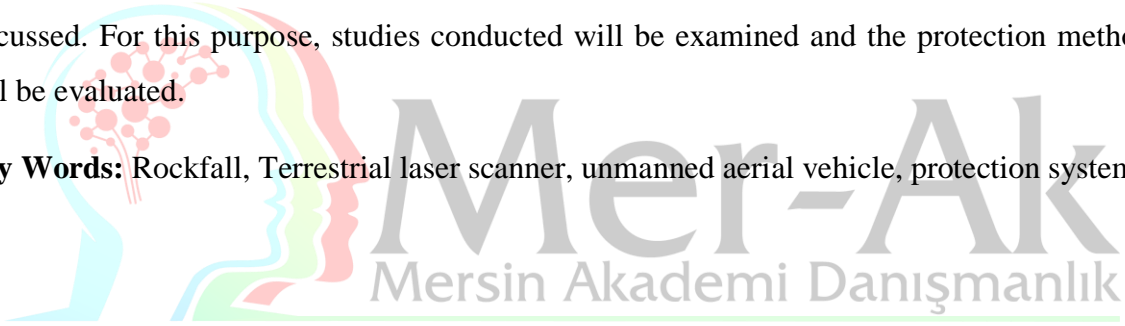 cussed. For this purpose, studies conducted will be examined and the protection metho
l be evaluated.
y Words: Rockfall, Terrestrial laser scanner, unmanned aerial vehicle, protection system
Mer-Ak
Mersin Akademi Danışmanlık